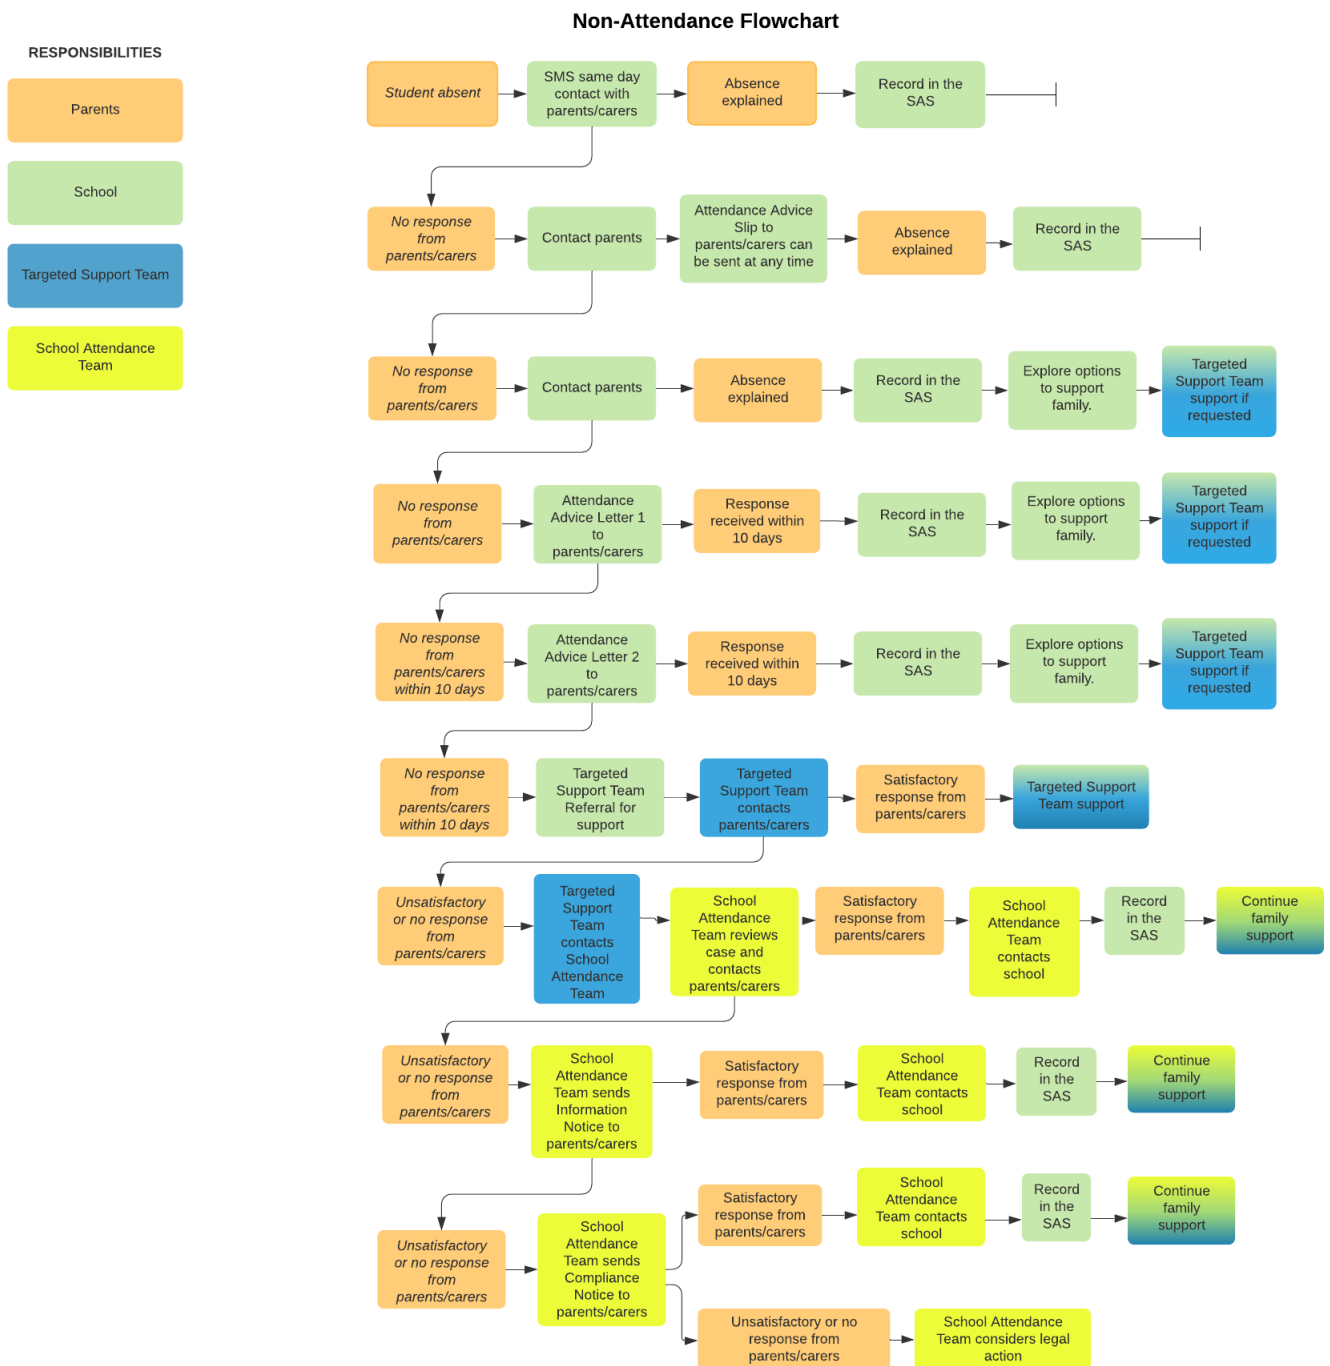 Non-Attendance Flowchart
RESPONSIBILITIES
Parents
School
Targeted Support Team
School Attendance
Team
Student absent
SMS same day
contact with
parents/carers
Absence
explained
Record in the
SAS
No response
from
parents/carers
Contact parents
Attendance Advice
Slip to
parents/carers can
be sent at any time
Absence
explained
Record in the
SAS
No response
from
parents/carers
Contact parents
Absence
explained
Record in the
SAS
Explore options
to support
family.
Targeted
Support Team
support if
requested
No response
from
parents/carers
Attendance
Advice Letter 1
to
parents/carers
Response
received within
10 days
Record in the
SAS
Explore options
to support
family.
Targeted
Support Team
support if
requested
No response
from
parents/carers
within 10 days
Attendance
Advice Letter 2
to
parents/carers
Response
received within
10 days
Record in the
SAS
Explore options
to support
family.
Targeted
Support Team
support if
requested
No response
from
parents/carers
within 10 days
Targeted
Support Team
Referral for
support
Targeted
Support Team
contacts
parents/carers
Satisfactory
response from
parents/carers
Targeted Support
Team support
Unsatisfactory
or no response
from
parents/carers
Targeted
Support
Team
contacts
School
Attendance
Team
School
Attendance
Team reviews
case and
contacts
parents/carers
Satisfactory
response from
parents/carers
School
Attendance
Team
contacts
school
Record
in the
SAS
Continue
family
support
Unsatisfactory
or no response
from
parents/carers
School
Attendance
Team sends
Information
Notice to
parents/carers
Satisfactory
response from
parents/carers
School
Attendance
Team contacts
school
Record
in the
SAS
Continue
family
support
Unsatisfactory
or no response
from
parents/carers
School
Attendance
Team sends
Compliance
Notice to
parents/carers
Satisfactory
response from
parents/carers
School
Attendance
Team contacts
school
Record
in the
SAS
Continue
family
support
Unsatisfactory or no
response from
parents/carers
School Attendance
Team considers legal
action